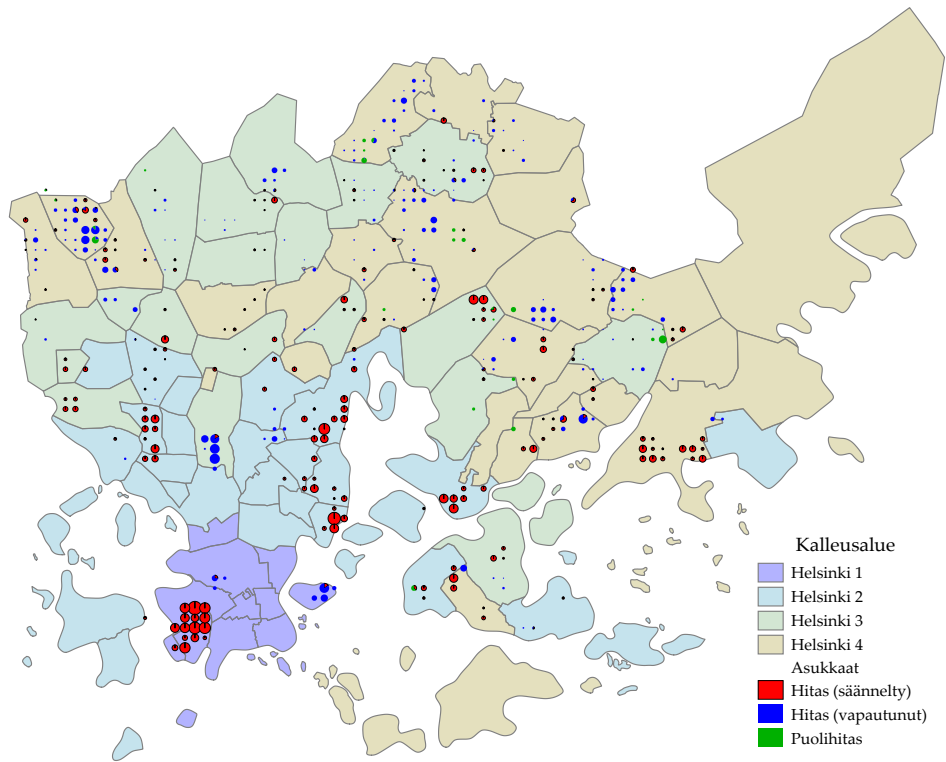 Kalleusalue
Helsinki 1
Helsinki 2
Helsinki 3
Helsinki 4
Asukkaat
Hitas (säännelty)
Hitas (vapautunut)
Puolihitas